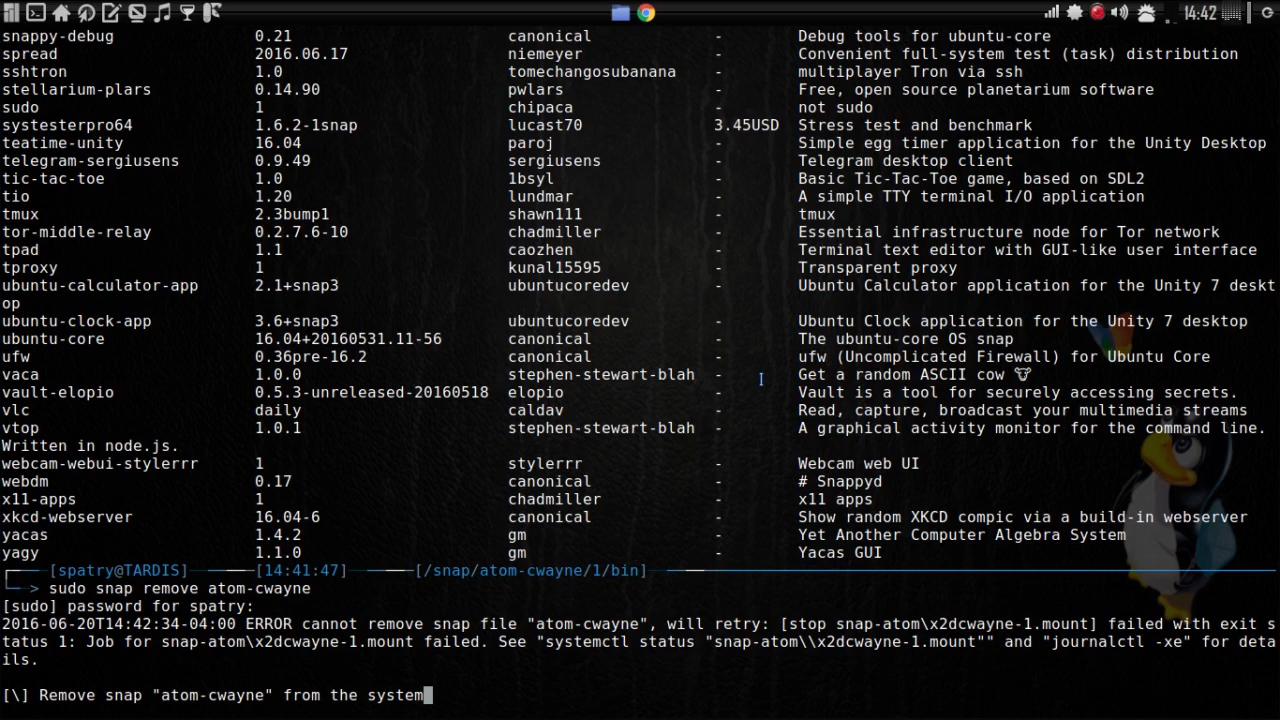 14:42
snappy-debug 0.21 canonical - Debug tools for ubuntu-core
spread 2016.06.17 niemeyer - Convenient full-system test (task) distribution
sshtron 1.0 tomechangosubanana - multiplayer Tron via ssh
stellarium-plars 0.14.90 pwlars - Free, open source planetarium software
sudo 1 chipaca - not sudo
systesterpro64 1.6.2-1snap lucast70 3.45USD Stress test and benchmark
teatime-unity 16.04 paroj - Simple egg timer application for the Unity Desktop
telegram-sergiusens 0.9.49 sergiusens - Telegram desktop client
tic-tac-toe 1.0 1bsyl - Basic Tic-Tac-Toe game, based on SDL2
tio 1.20 lundmar - A simple TTY terminal I/O application
tmux 2.3bump1 shawn111 - tmux
tor-middle-relay 0.2.7.6-10 chadmiller - Essential infrastructure node for Tor network
tpad 1.1 caozhen - Terminal text editor with GUI-like user interface
tproxy 1 kunal15595 - Transparent proxy
ubuntu-calculator-app 2.1+snap3 ubuntucoredev - Ubuntu Calculator application for the Unity 7 deskt
op
ubuntu-clock-app 3.6+snap3 ubuntucoredev - Ubuntu Clock application for the Unity 7 desktop
ubuntu-core 16.04+20160531.11-56 canonical - The ubuntu-core OS snap
ufw 0.36pre-16.2 canonical - ufw (Uncomplicated Firewall) for Ubuntu Core
vaca 1.0.0 stephen-stewart-blah - Get a random ASCII cow 🐮
vault-elopio 0.5.3-unreleased-20160518 elopio - Vault is a tool for securely accessing secrets.
vlc daily caldav - Read, capture, broadcast your multimedia streams
vtop 1.0.1 stephen-stewart-blah - A graphical activity monitor for the command line.
Written in node.js.
webcam-webui-stylerrr 1 stylerrr - Webcam web UI
webdm 0.17 canonical - # Snappyd
x11-apps 1 chadmiller - x11 apps
xkcd-webserver 16.04-6 canonical - Show random XKCD compic via a build-in webserver
yacas 1.4.2 gm - Yet Another Computer Algebra System
yagy 1.1.0 gm - Yacas GUI
┌── [spatry@TARDIS]────[14:41:47]────[/snap/atom-cwayne/1/bin]────
└─> sudo snap remove atom-cwayne
[sudo] password for spatry:
2016-06-20T14:42:34-04:00 ERROR cannot remove snap file "atom-cwayne", will retry: [stop snap-atom\x2dcwayne-1.mount] failed with exit s
tatus 1: Job for snap-atom\x2dcwayne-1.mount failed. See "systemctl status "snap-atom\\x2dcwayne-1.mount"" and "journalctl -xe" for deta
ils.
[\] Remove snap "atom-cwayne" from the system